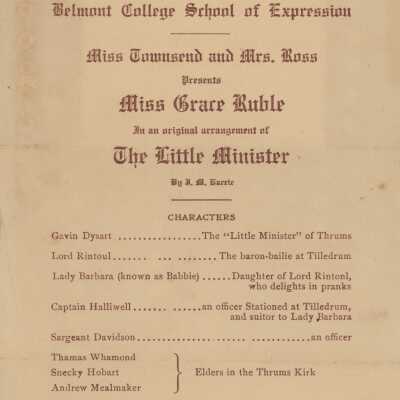 Belmont College School of Expression
Miss Townsend and Mrs. Ross
Presents
Miss Grace Ruble
In an original arrangement of
The Little Minister
By J. M. Barrie
CHARACTERS
Gavin Dysart ................The "Little Minister" of Thrums
Lord Rintoul....... ... ........ The baron-bailie at Tilledrum
Lady Barbara (known as Babbie) ......Daughter of Lord Rintonl,
who delights in pranks
Captain Halliwell...... .....an officer Stationed at Tilledrum,
and suitor to Lady Barbara
Sargeant Davidson..... ............ .................an officer
Thamas Whamond
Snecky Hobart } Elders in the Thrums Kirk
Andrew Mealmaker